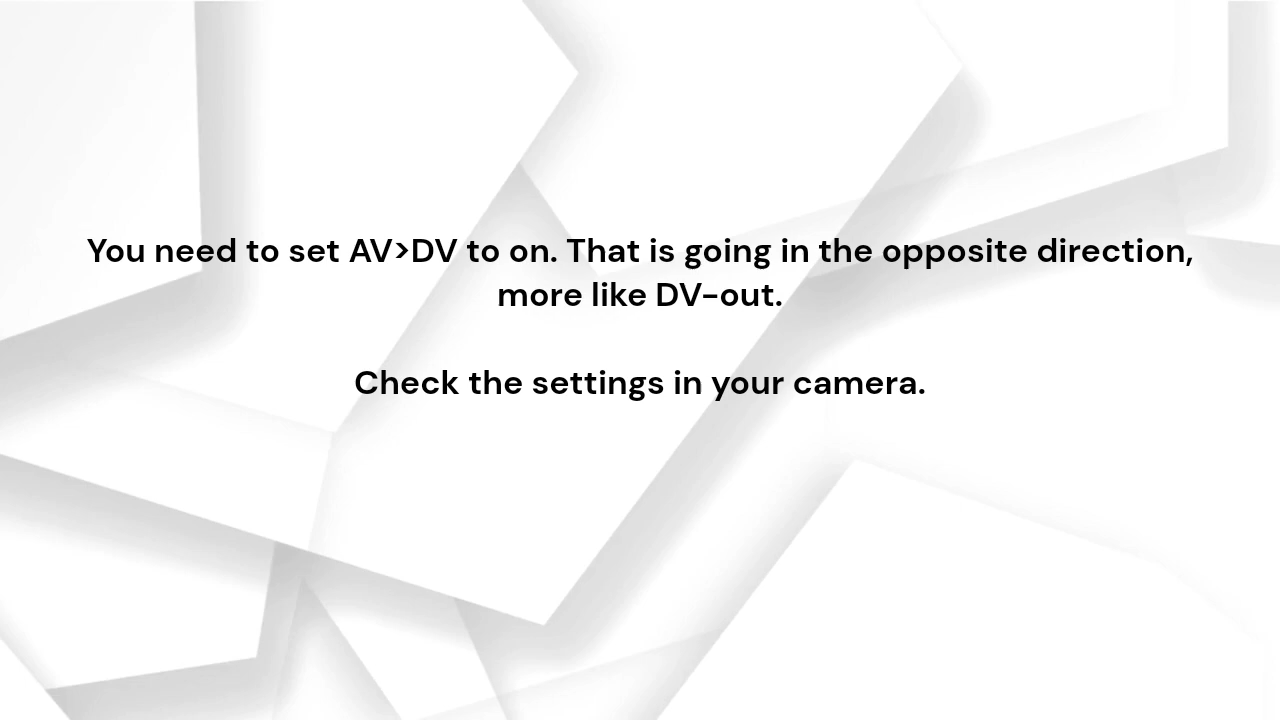 You need to set AV>DV to on. That is going in the opposite direction,
more like DV-out.
Check the settings in your camera.